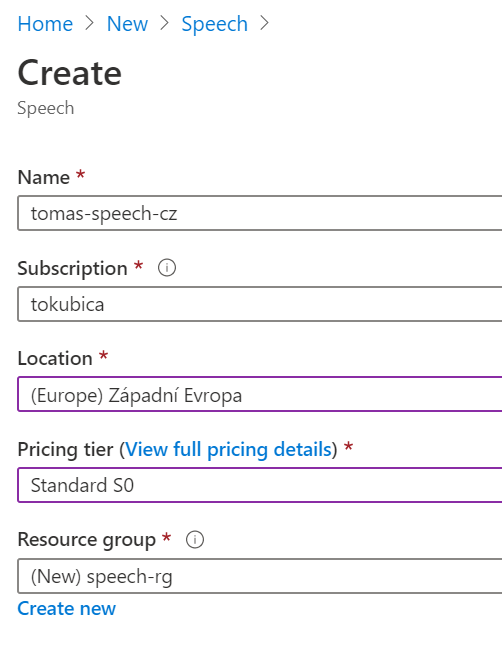 Home > New > Speech >
Create
Speech
Name *
tomas-speech-cz
Subscription *
tokubica
Location *
(Europe) Západní Evropa
Pricing tier (View full pricing details) *
Standard S0
Resource group *
(New) speech-rg
Create new